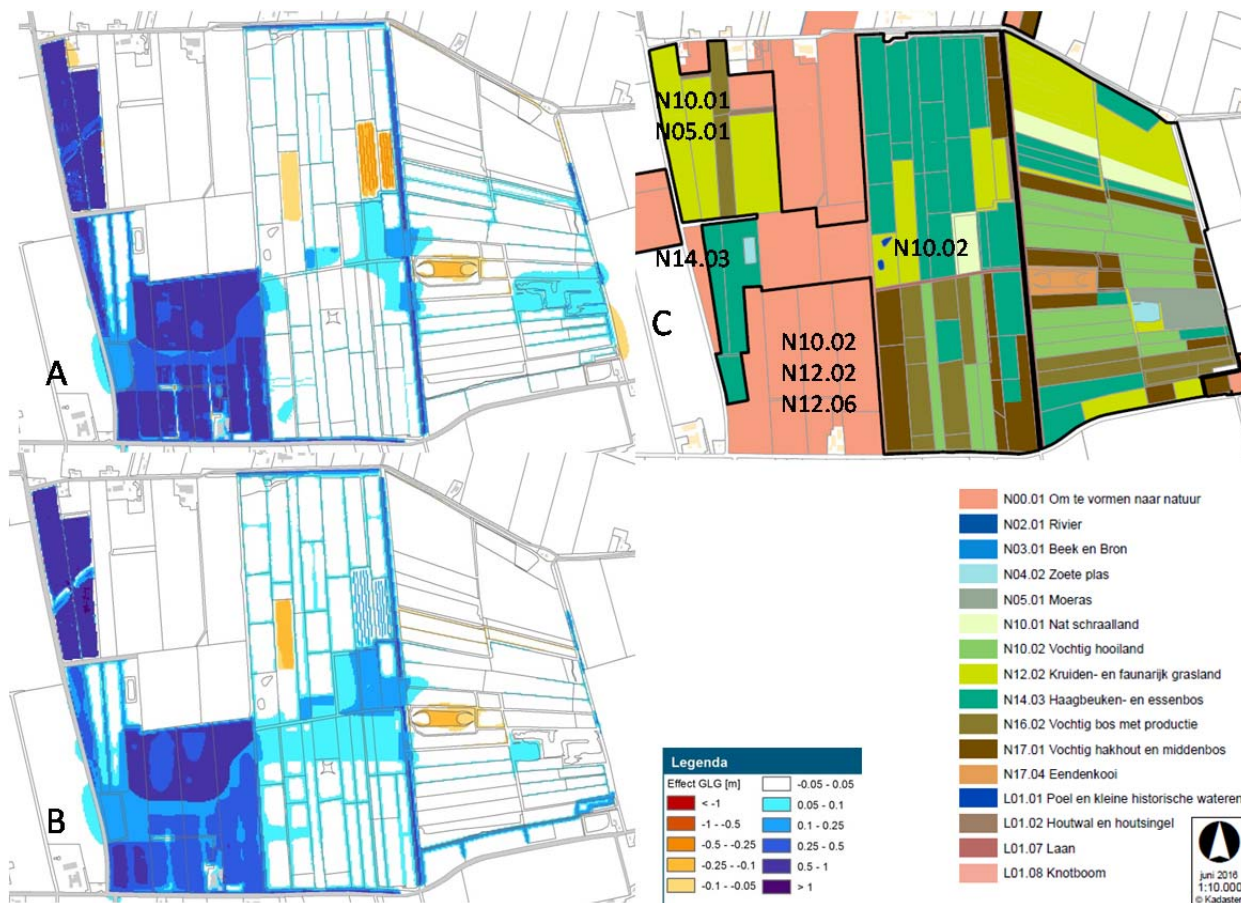 A
B
C
N10.01
N05.01
N14.03
N10.02
N10.02
N12.02
N12.06
Legenda
Effect GLG [m]
< -1
-1 - -0.5
-0.5 - -0.25
-0.25 - -0.1
-0.1 - -0.05
-0.05 - 0.05
0.05 - 0.1
0.1 - 0.25
0.25 - 0.5
0.5 - 1
> 1
N00.01 Om te vormen naar natuur
N02.01 Rivier
N03.01 Beek en Bron
N04.02 Zoete plas
N05.01 Moeras
N10.01 Nat schraalland
N10.02 Vochtig hooiland
N12.02 Kruiden- en faunarijk grasland
N14.03 Haagbeuken- en essenbos
N16.02 Vochtig bos met productie
N17.01 Vochtig hakhout en middenbos
N17.04 Eendenkooi
L01.01 Poel en kleine historische wateren
L01.02 Houtwal en houtsingel
L01.07 Laan
L01.08 Knotboom
juni 2016
1:10.000
© Kadaster